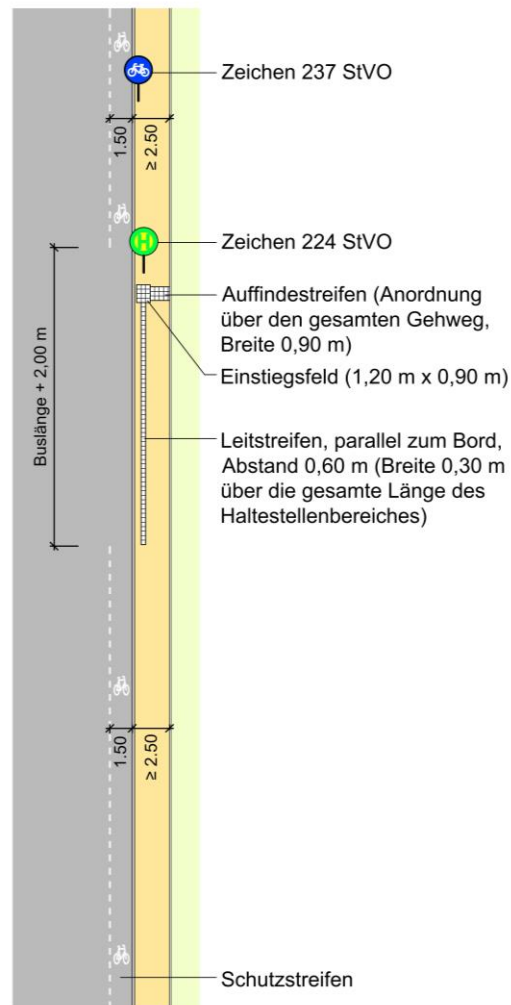 Zeichen 237 StVO
1.50
≥ 2.50
Zeichen 224 StVO
H
Auffindestreifen (Anordnung
über den gesamten Gehweg,
Breite 0,90 m)
Einstiegsfeld (1,20 m x 0,90 m)
Buslänge + 2,00 m
Leitstreifen, parallel zum Bord,
Abstand 0,60 m (Breite 0,30 m
über die gesamte Länge des
Haltestellenbereiches)
1.50
≥ 2.50
Schutzstreifen